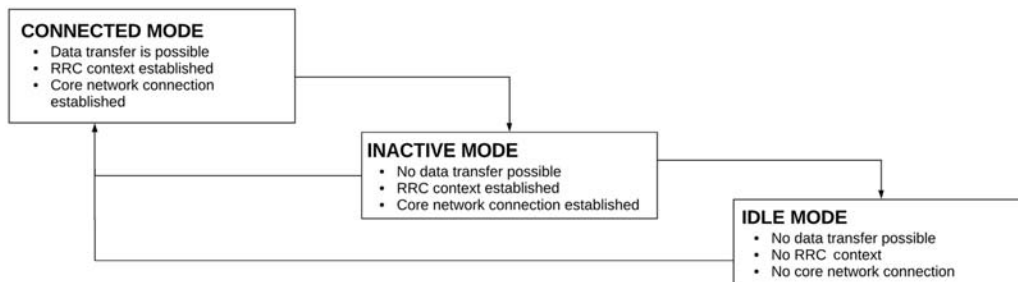 CONNECTED MODE
• Data transfer is possible
• RRC context established
• Core network connection
established
INACTIVE MODE
• No data transfer possible
• RRC context established
• Core network connection established
IDLE MODE
• No data transfer possible
• No RRC context
• No core network connection